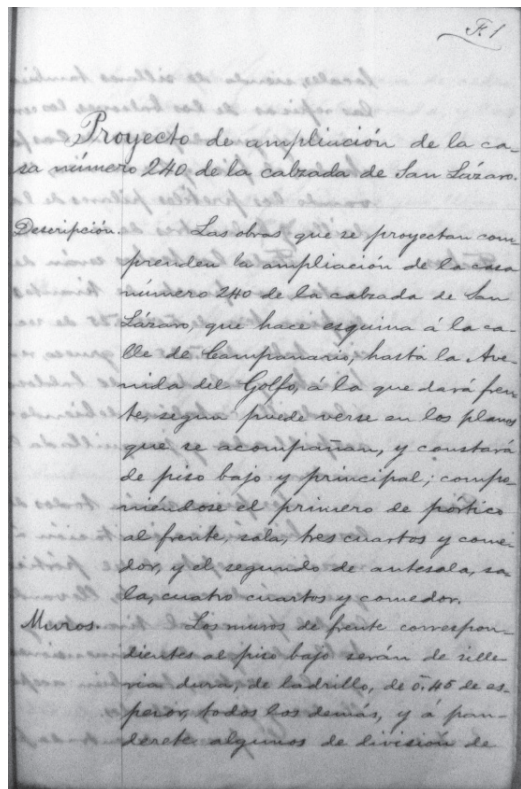 F. 1
Proyecto de ampliación de la ca-
sa número 240 de la calzada de San Lázaro.
Descripción. Las obras que se proyectan com
prenden la ampliación de la casa
número 240 de la calzada de San
Lázaro, que hace esquina á la ca-
lle de Campanario, hasta la Ave-
nida del Golfo, á la que dará fren
te, segun puede verse en los planos
que se acompañan, y constará
de piso bajo y principal; compo-
niéndose el primero de pórtico
al frente, sala, tres cuartos y come-
dor, y el segundo de antesala, sa-
la, cuatro cuartos y comedor.
Muros. Los muros de frente correspon-
dientes al piso bajo serán de sille-
ria dura, de ladrillo, de 0.45 de es-
pesor, todos los demás, y á pan-
derete algunos de división de